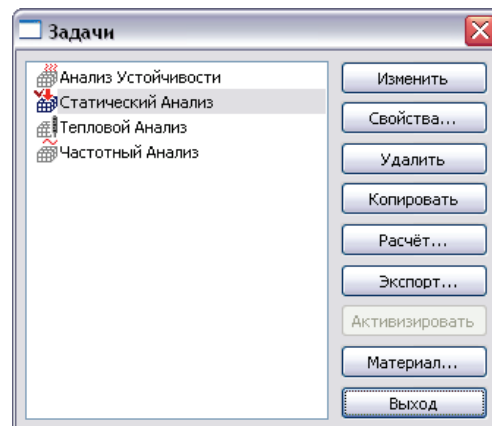 Задачи
Анализ Устойчивости
Статический Анализ
Тепловой Анализ
Частотный Анализ
Изменить
Свойства...
Удалить
Копировать
Расчёт...
Экспорт...
Активизировать
Материал...
Выход